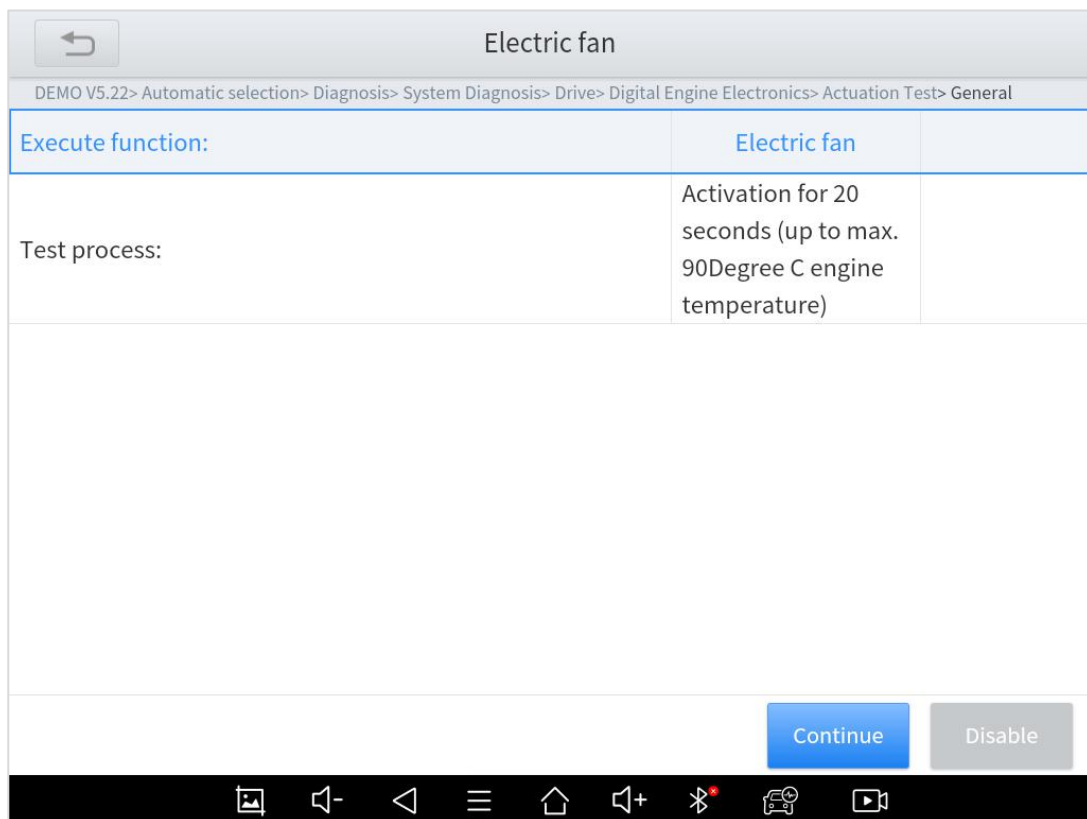 Electric fan
DEMO V5.22> Automatic selection> Diagnosis> System Diagnosis> Drive> Digital Engine Electronics> Actuation Test> General
Execute function:
Electric fan
Test process:
Activation for 20
seconds (up to max.
90Degree C engine
temperature)
Continue
Disable